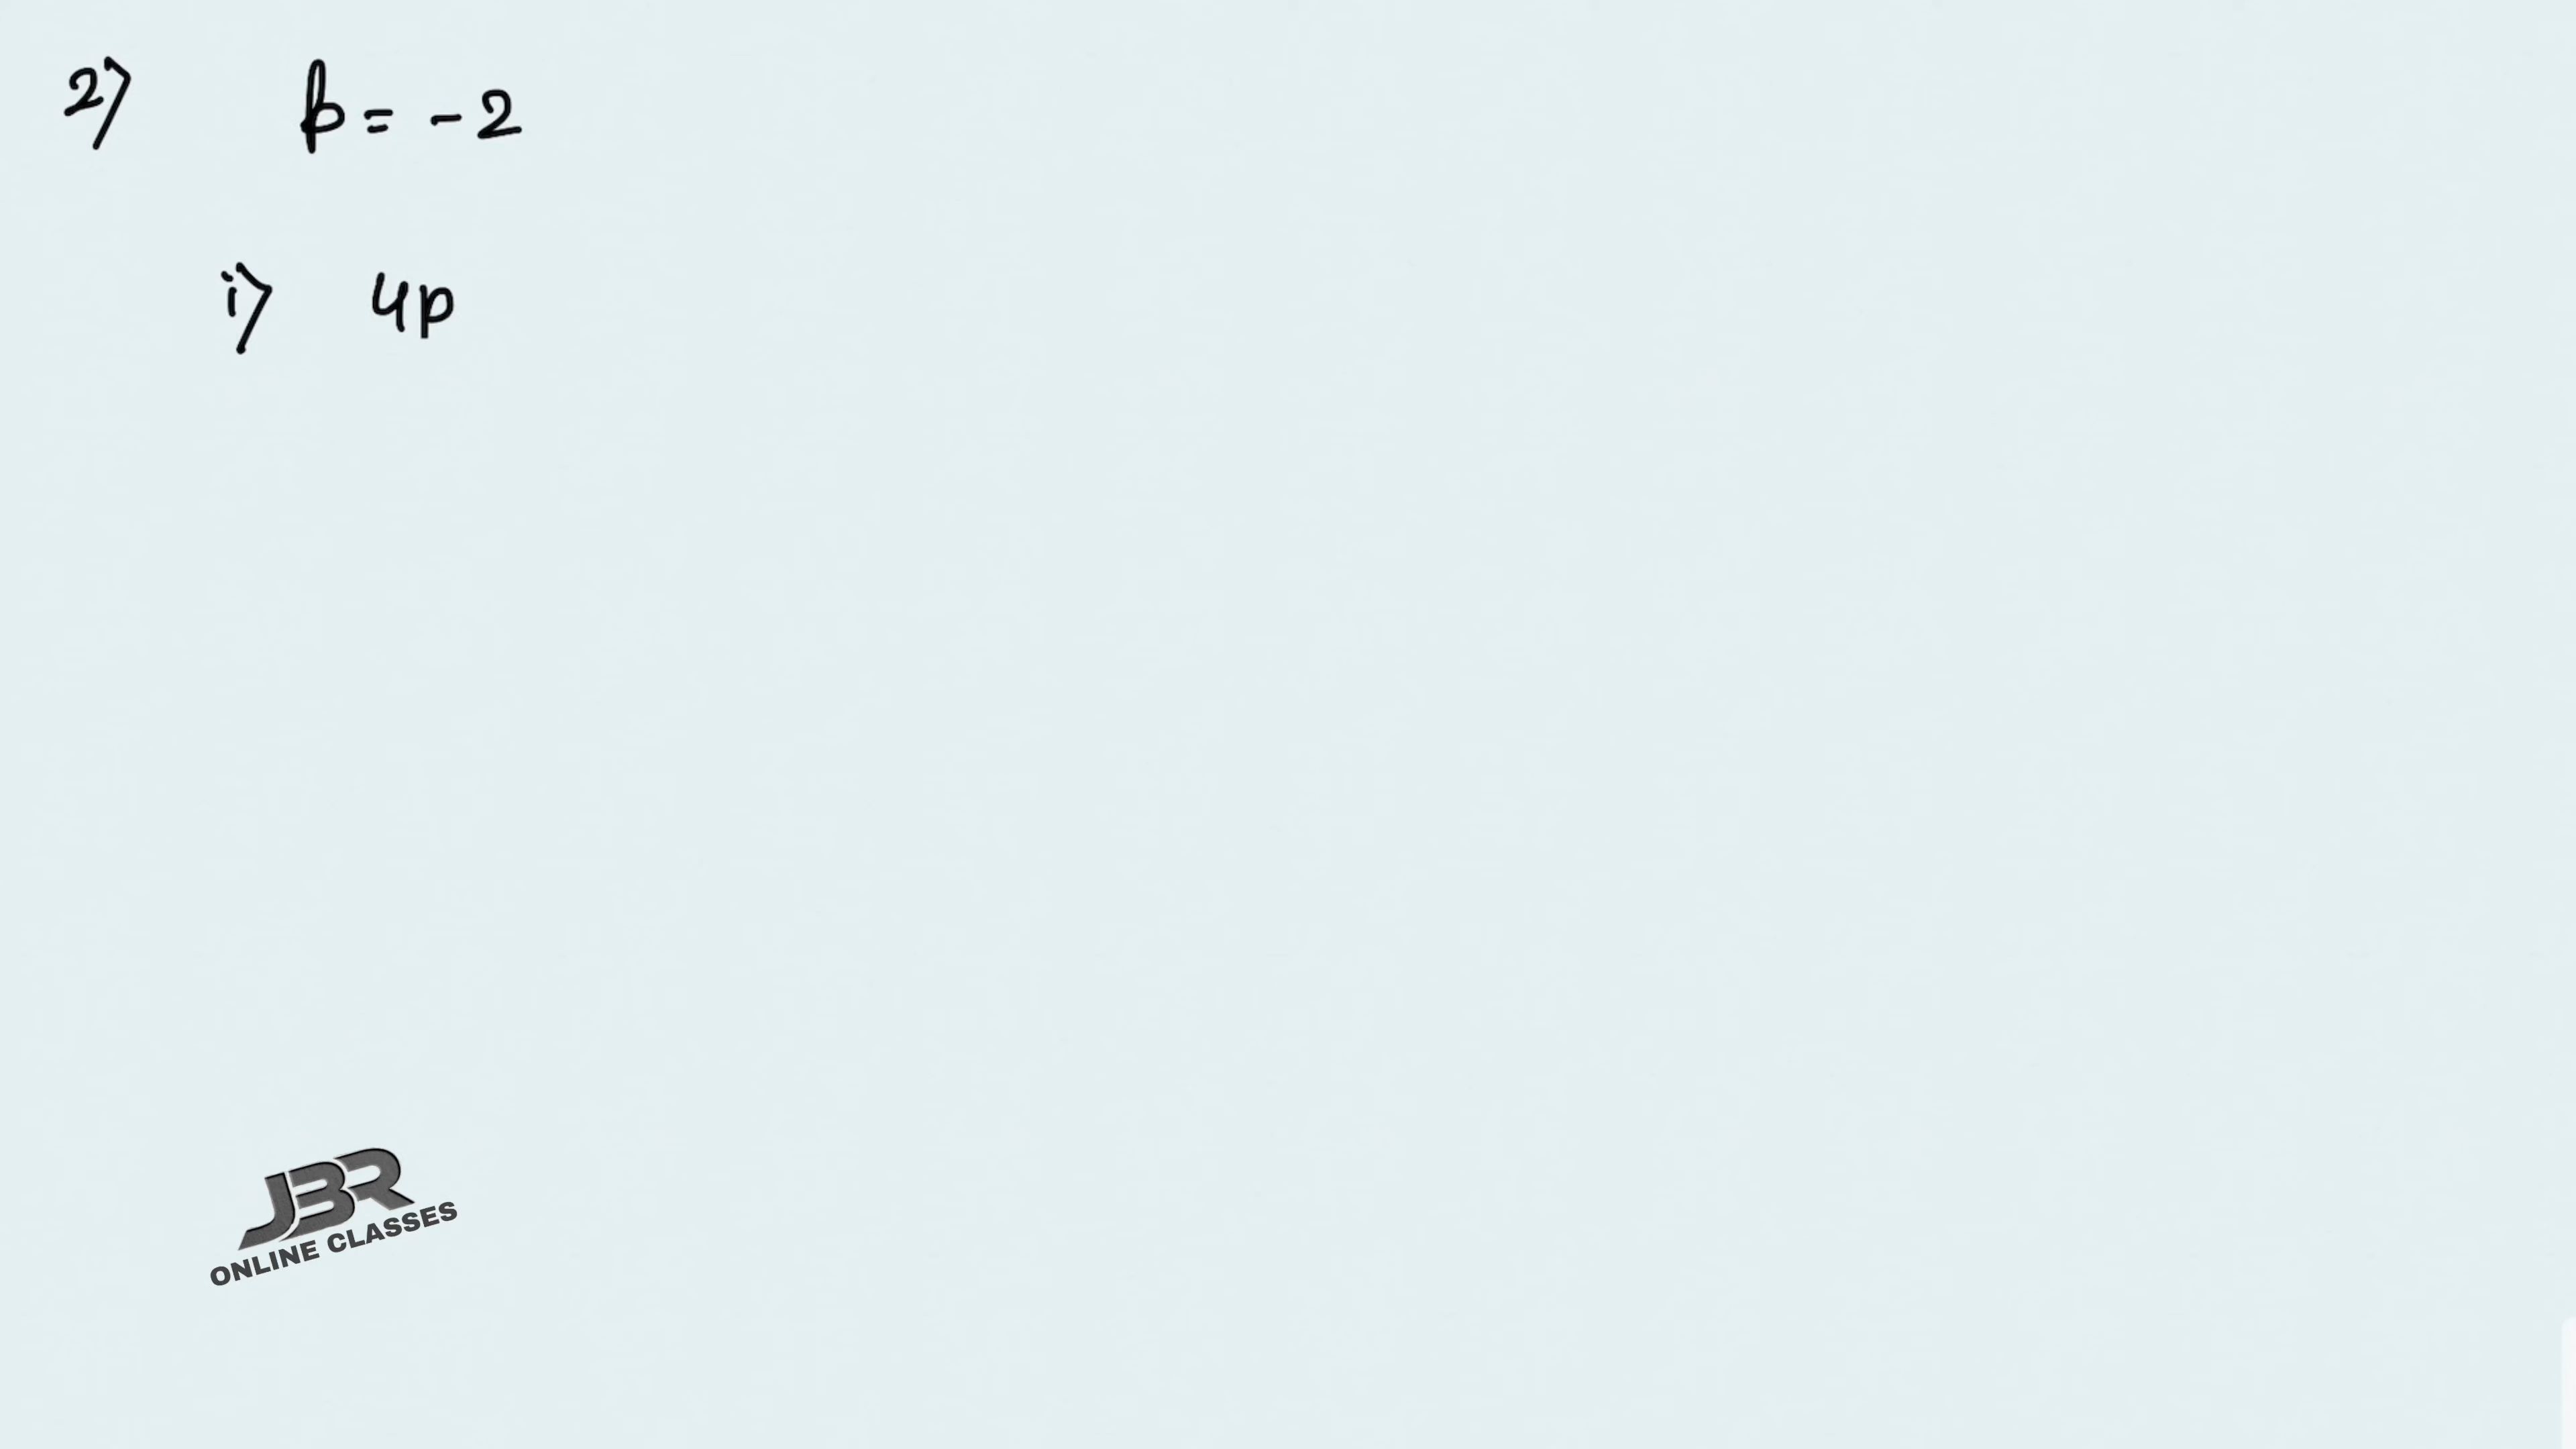 2) p = -2
i) 4p
JBR
ONLINE CLASSES